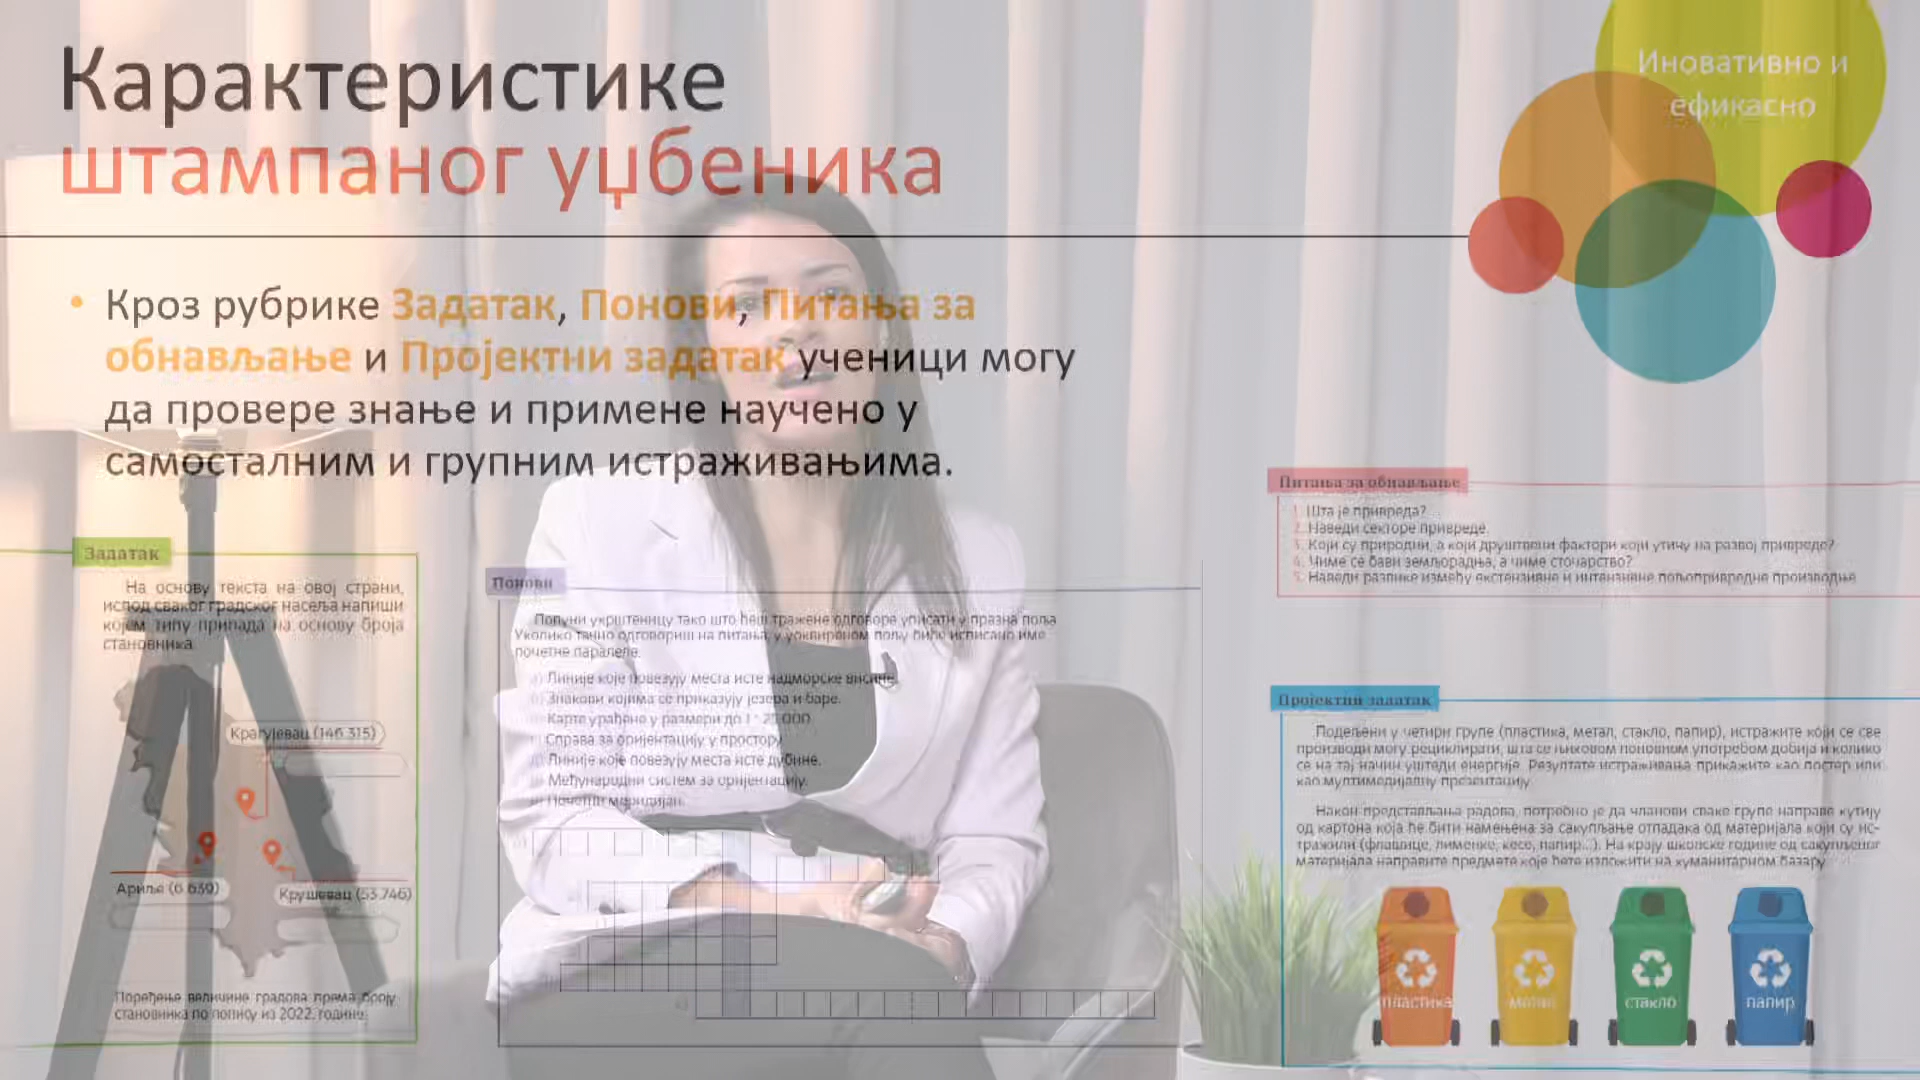 Карактеристике
штампаног уџбеника
Иновативно и
ефикасно
• Кроз рубрике Задатак, Понови, Питања за
обнављање и Пројектни задатак ученици могу
да провере знање и примене научено у
самосталним и групним истраживањима.
Задатак
На основу текста на овој страни,
испод сваког градског насеља напиши
којем типу припада на основу броја
становника.
Крагујевац (146.315)
Ариље (6.639)
Крушевац (53.746)
Поређење величине градова према броју
становника по попису из 2022. године.
Понови
Попуни укрштеницу тако што ћеш тражене одговоре уписати у празна поља.
Уколико тачно одговориш на питања, у уоквиреном пољу биће исписано име
почетне паралеле.
Линије које повезују места исте надморске висине.
Знакови којима се приказују језера и баре.
Карте урађене у размери до 1 :
Справа за оријентацију у простору.
Линије које повезују места исте дубине.
Међународни систем за оријентацију.
Почетни меридијан.
Питања за обнављање
1. Шта је привреда?
2. Наведи секторе привреде.
3. Који су природни, а који друштвени фактори који утичу на развој привреде?
4. Чиме се бави земљорадња, а чиме сточарство?
5. Наведи разлике између екстензивне и интензивне пољопривредне производње.
Пројектни задатак
Подељени у четири групе (пластика, метал, стакло, папир), истражите који се све
производи могу рециклирати, шта се њиховом поновном употребом добија и колико
се на тај начин уштеди енергије. Резултате истраживања прикажите као постер или
као мултимедијалну презентацију.
Након представљања радова, потребно је да чланови сваке групе направе кутију
од картона која ће бити намењена за сакупљање отпадака од материјала који су ис-
тражили (флашице, лименке, кесе, папир...). На крају школске године од сакупљеног
материјала направите предмете које ћете изложити на хуманитарном базару.
пластика
метал
стакло
папир